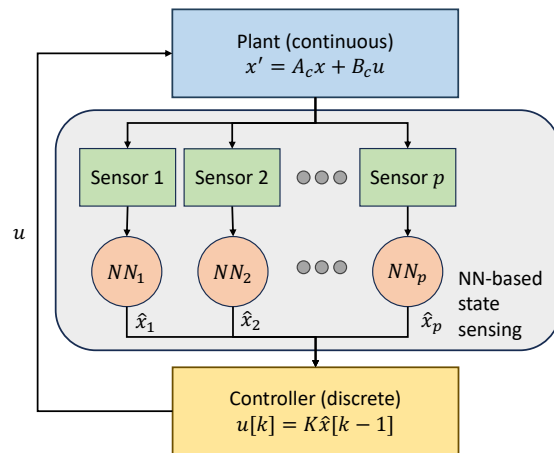 Plant (continuous)
x′ = A_c x + B_c u
Sensor 1
Sensor 2
Sensor p
u
NN_1
NN_2
NN_p
NN-based
state
sensing
x̂_1
x̂_2
x̂_p
Controller (discrete)
u[k] = Kx̂[k − 1]